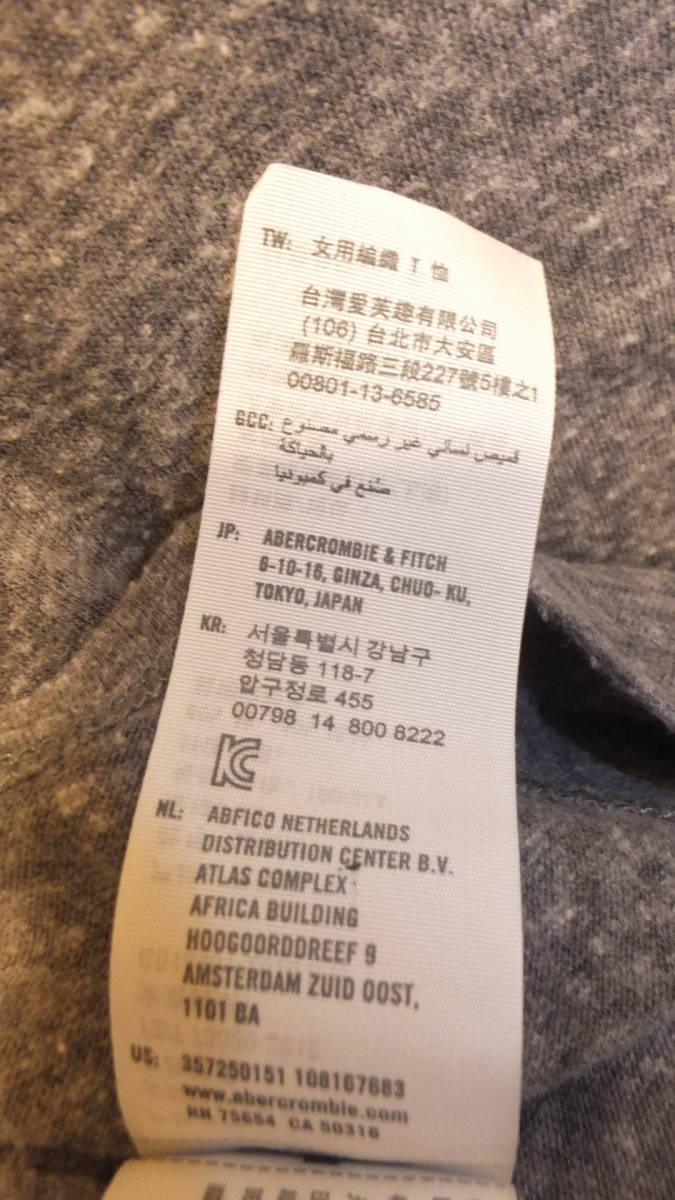 TW: 女用編織 T 恤
台灣愛芙趣有限公司
(106) 台北市大安區
羅斯福路三段227號5樓之1
00801-13-6585
GCC: قميص نسائي غير رسمي مصنوع
بالحياكة
صُنع في كمبوديا
JP: ABERCROMBIE & FITCH
6-10-16, GINZA, CHUO- KU,
TOKYO, JAPAN
KR: 서울특별시 강남구
청담동 118-7
압구정로 455
00798 14 800 8222
KC
NL: ABFICO NETHERLANDS
DISTRIBUTION CENTER B.V.
ATLAS COMPLEX
AFRICA BUILDING
HOOGOORDDREEF 9
AMSTERDAM ZUID OOST,
1101 BA
US: 357250151 106167683
www.abercrombie.com
RN 75654 CA 50316